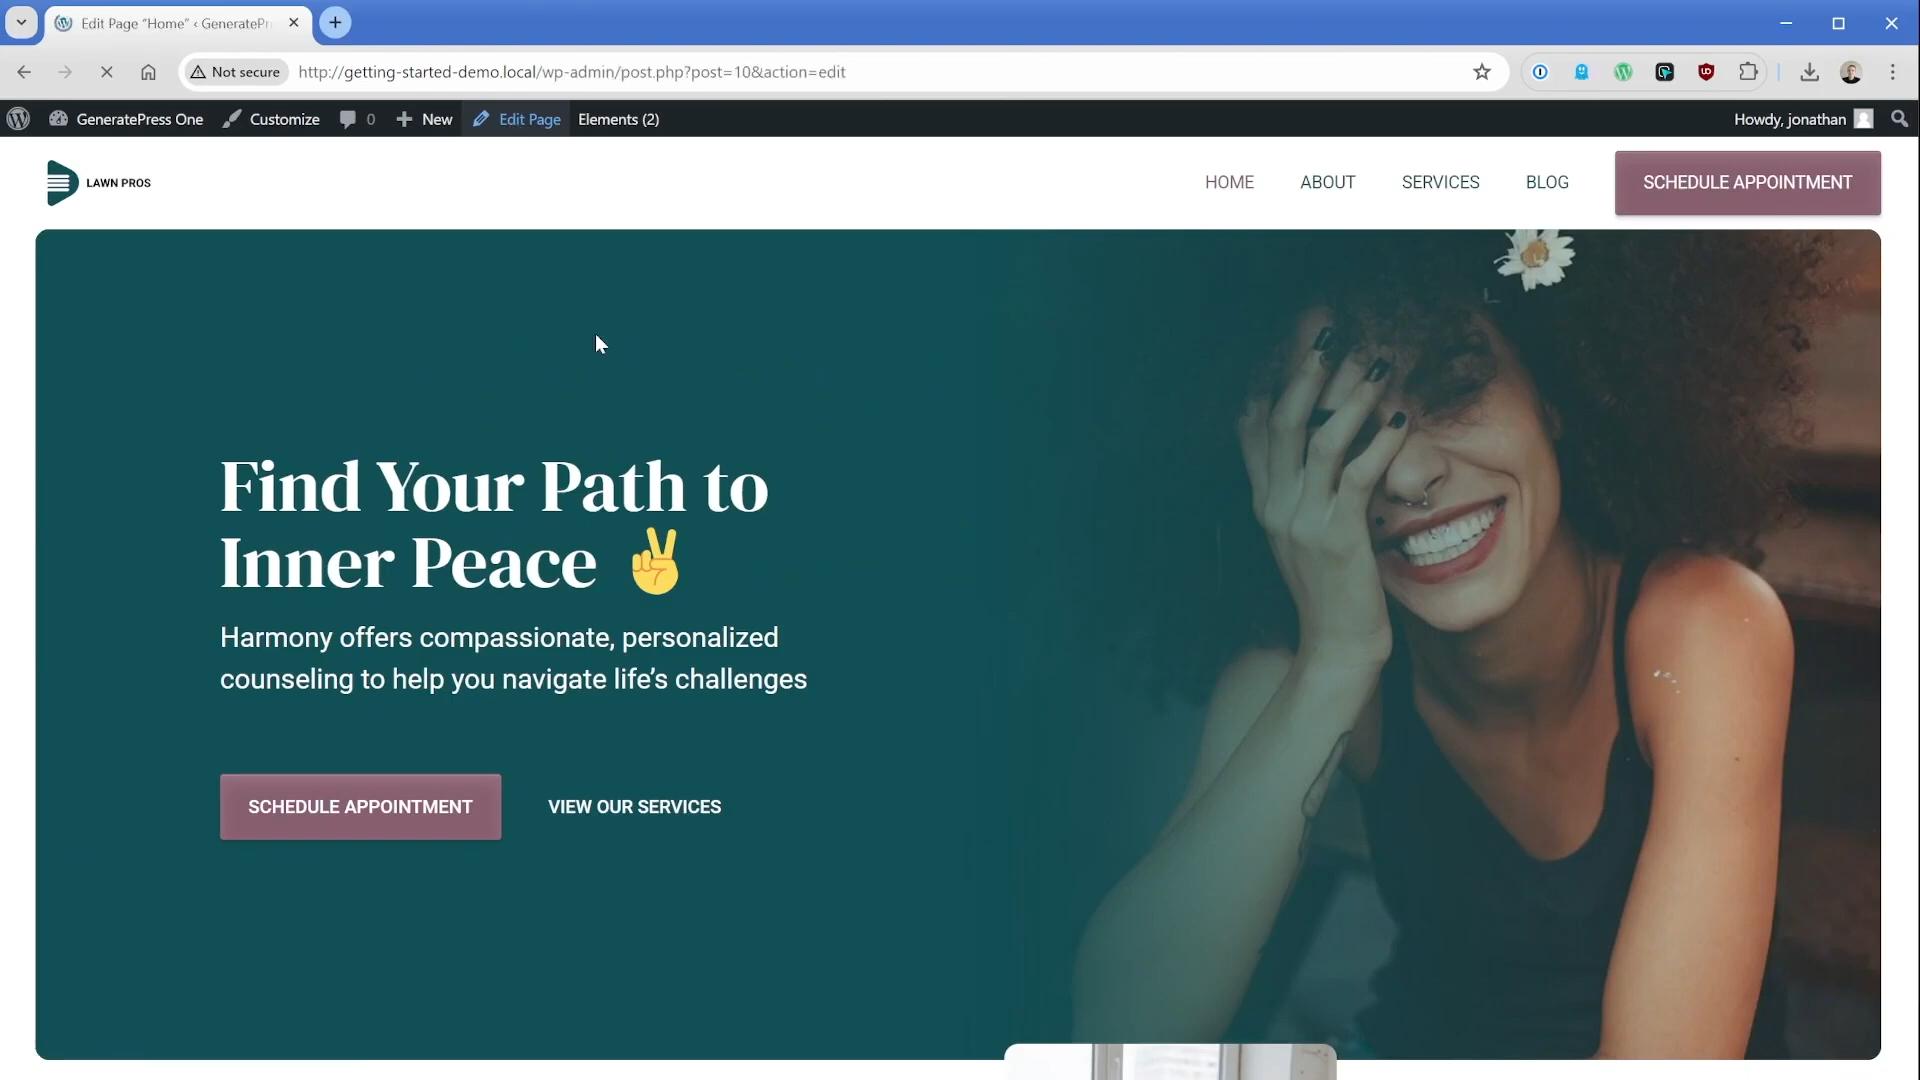 Edit Page "Home" ‹ GeneratePr
Not secure
http://getting-started-demo.local/wp-admin/post.php?post=10&action=edit
GeneratePress One
Customize
0
New
Edit Page
Elements (2)
Howdy, jonathan
LAWN PROS
HOME
ABOUT
SERVICES
BLOG
SCHEDULE APPOINTMENT
Find Your Path to
Inner Peace ✌
Harmony offers compassionate, personalized
counseling to help you navigate life’s challenges
SCHEDULE APPOINTMENT
VIEW OUR SERVICES